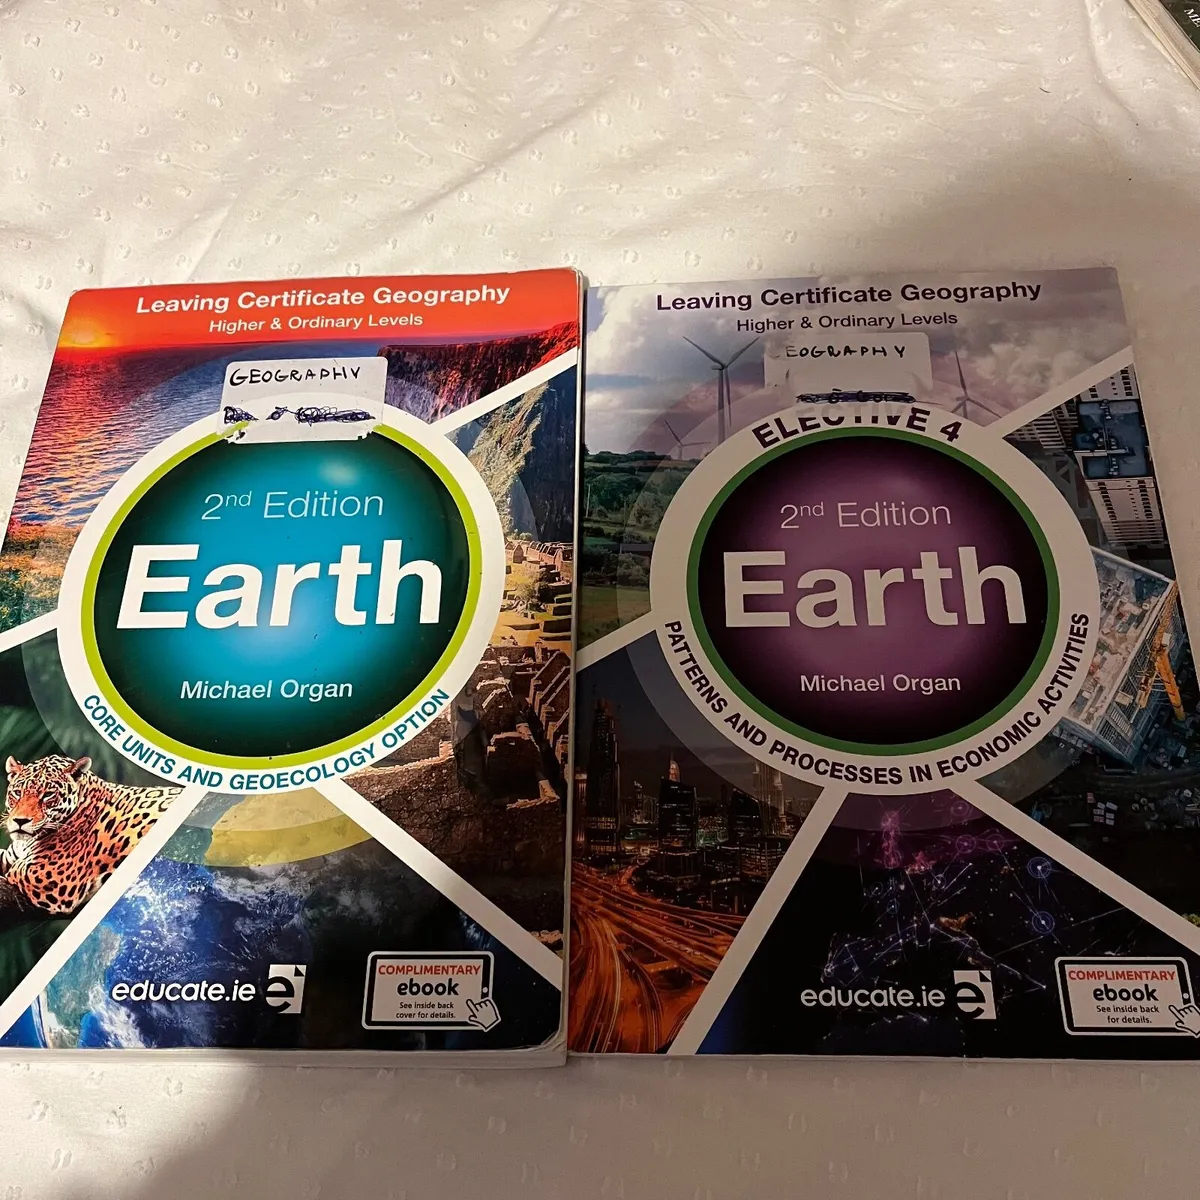 Leaving Certificate Geography
Higher & Ordinary Levels
GEOGRAPHY
2nd Edition
Earth
Michael Organ
CORE UNITS AND GEOECOLOGY OPTION
educate.ie e
COMPLIMENTARY
ebook
See inside back
cover for details.
Leaving Certificate Geography
Higher & Ordinary Levels
EOGRAPHY
ELECTIVE 4
2nd Edition
Earth
Michael Organ
PATTERNS AND PROCESSES IN ECONOMIC ACTIVITIES
educate.ie e
COMPLIMENTARY
ebook
See inside back
for details.